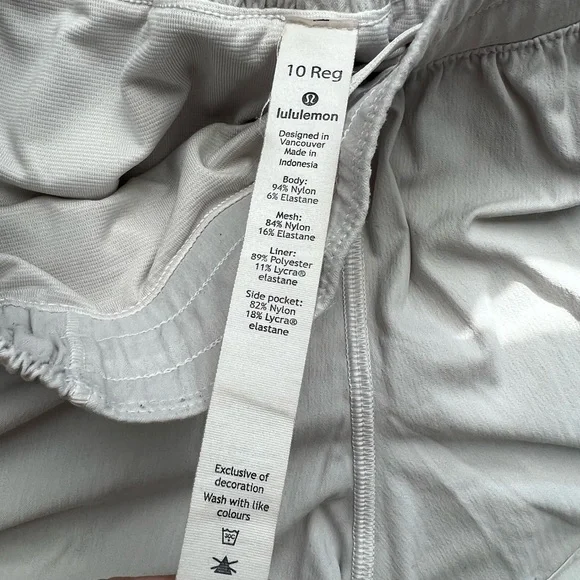 10 Reg
lululemon
Designed in
Vancouver
Made in
Indonesia
Body:
94% Nylon
6% Elastane
Mesh:
84% Nylon
16% Elastane
Liner:
89% Polyester
11% Lycra®
elastane
Side pocket:
82% Nylon
18% Lycra®
elastane
Exclusive of
decoration
Wash with like
colours
30C